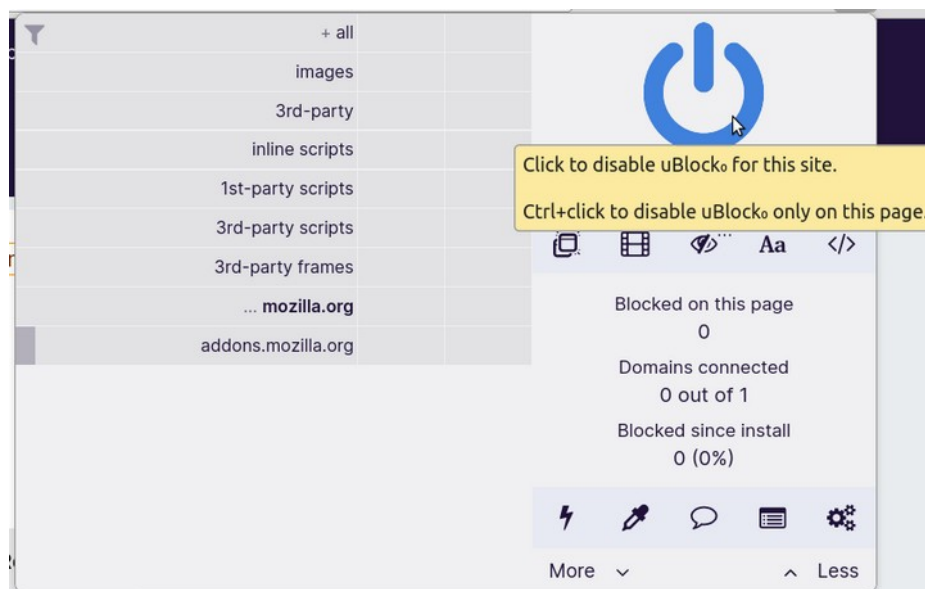 + all
images
3rd-party
inline scripts
1st-party scripts
3rd-party scripts
3rd-party frames
... mozilla.org
addons.mozilla.org
Click to disable uBlock₀ for this site.
Ctrl+click to disable uBlock₀ only on this page.
Aa </>
Blocked on this page
0
Domains connected
0 out of 1
Blocked since install
0 (0%)
More
Less